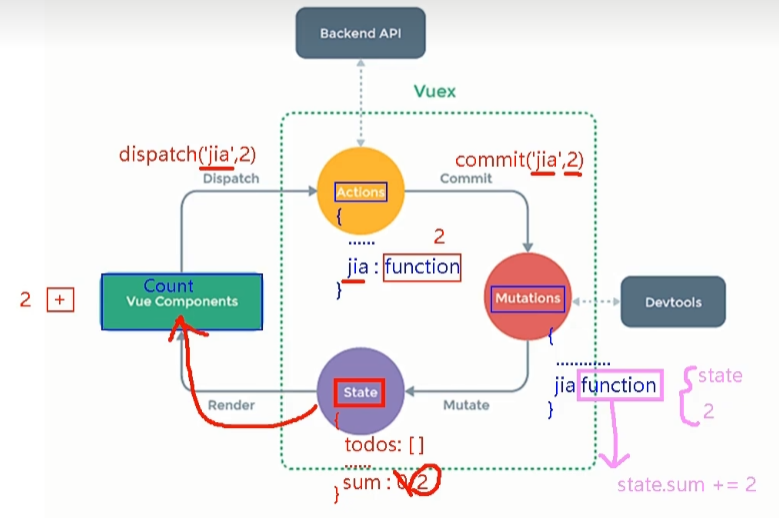 Backend API
Vuex
dispatch('jia',2)
commit('jia',2)
Dispatch
Commit
Actions
{
......
2
jia : function
}
Count
2 +
Vue Components
Mutations
Devtools
{
............
jia function
}
{ state
2
State
Render
Mutate
{
todos: [ ]
......
sum : 0 2
}
state.sum += 2